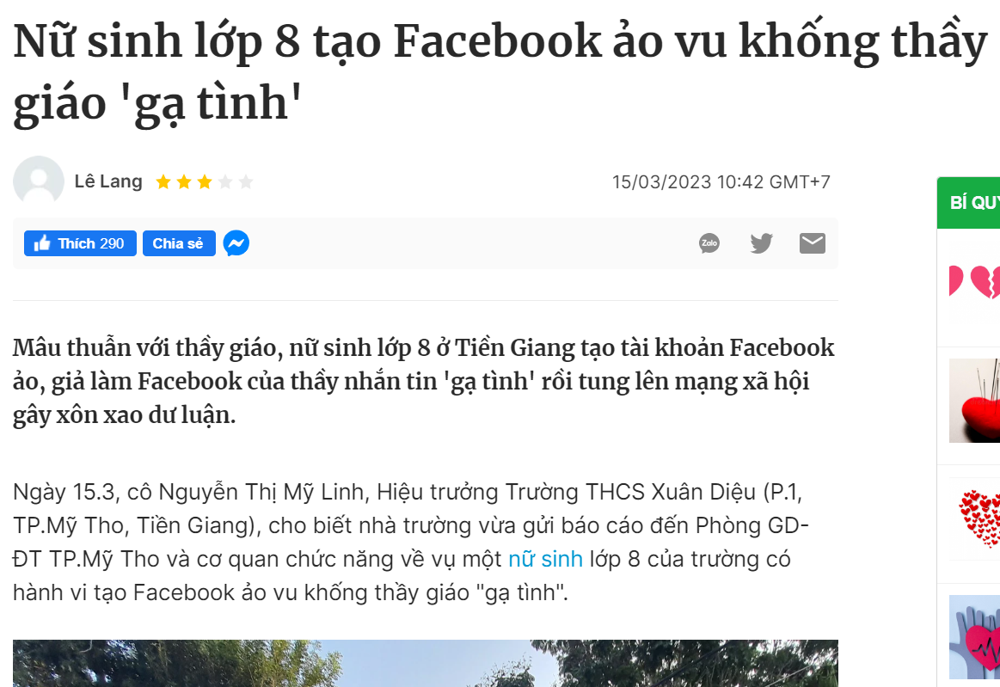 Nữ sinh lớp 8 tạo Facebook ảo vu khống thầy
giáo 'gạ tình'
Lê Lang
15/03/2023 10:42 GMT+7
BÍ QUY
Thích 290
Chia sẻ
Zalo
Mâu thuẫn với thầy giáo, nữ sinh lớp 8 ở Tiền Giang tạo tài khoản Facebook
ảo, giả làm Facebook của thầy nhắn tin 'gạ tình' rồi tung lên mạng xã hội
gây xôn xao dư luận.
Ngày 15.3, cô Nguyễn Thị Mỹ Linh, Hiệu trưởng Trường THCS Xuân Diệu (P.1,
TP.Mỹ Tho, Tiền Giang), cho biết nhà trường vừa gửi báo cáo đến Phòng GD-
ĐT TP.Mỹ Tho và cơ quan chức năng về vụ một nữ sinh lớp 8 của trường có
hành vi tạo Facebook ảo vu khống thầy giáo "gạ tình".